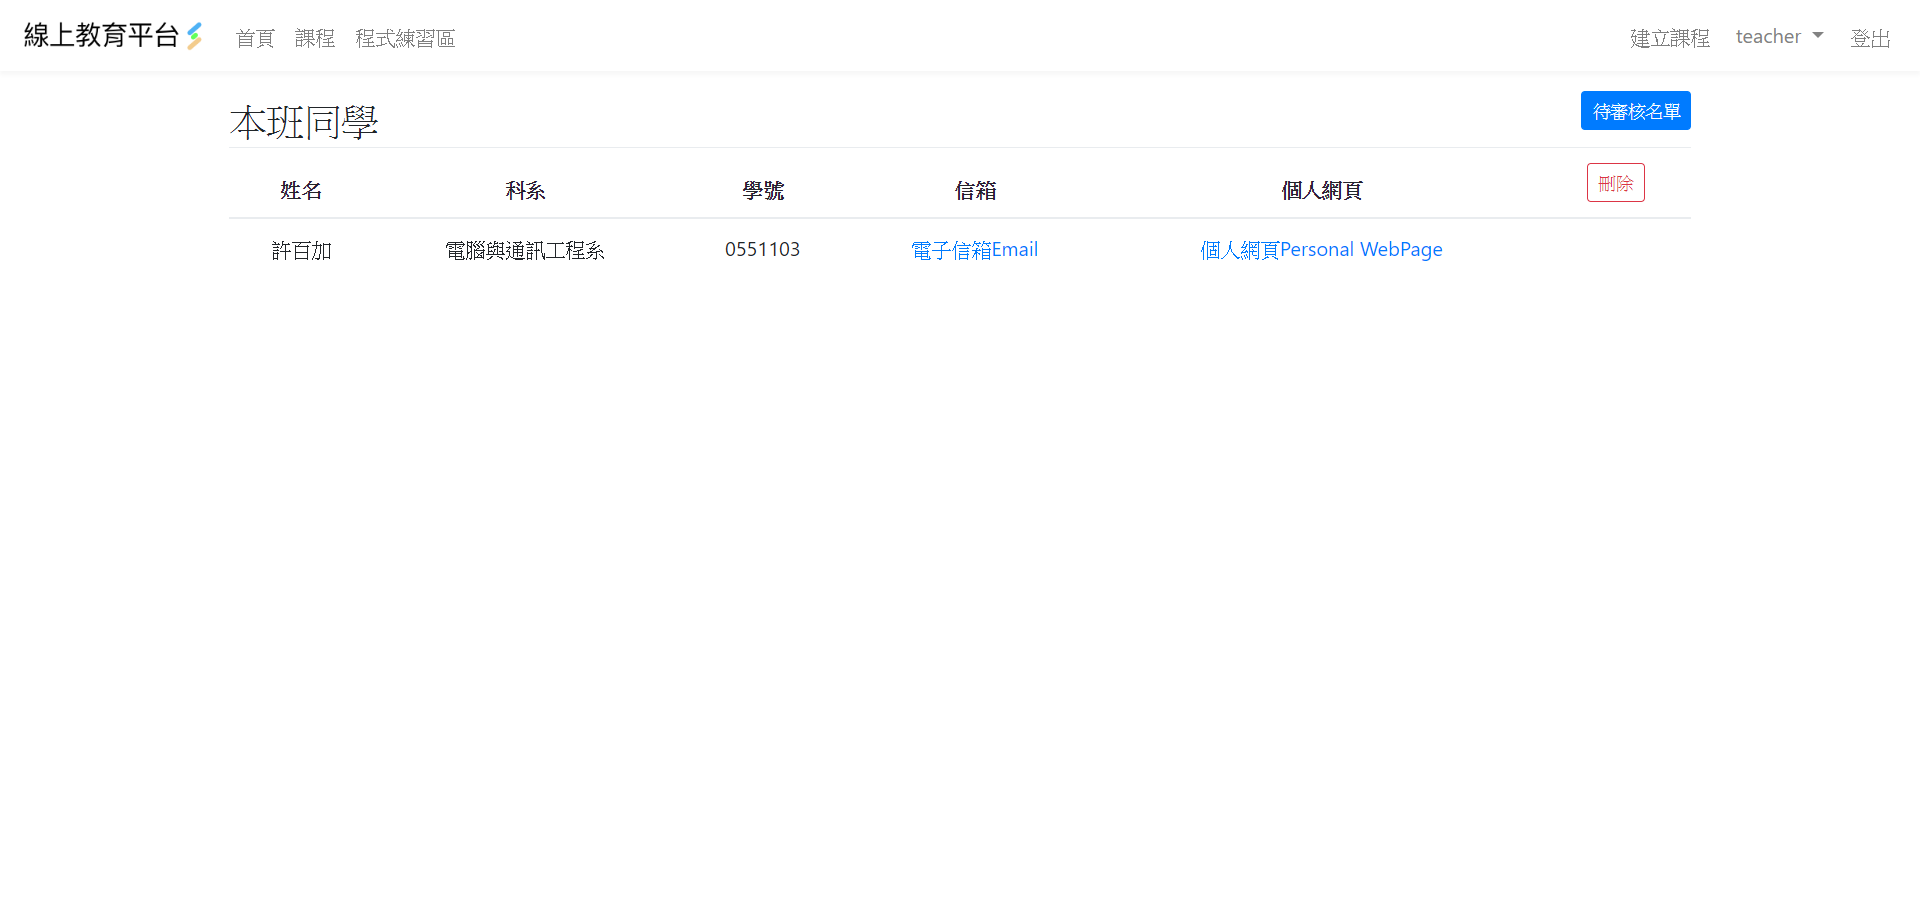 線上教育平台 首頁 課程 程式練習區 建立課程 teacher 登出
本班同學 待審核名單
姓名 科系 學號 信箱 個人網頁 刪除
許百加 電腦與通訊工程系 0551103 電子信箱Email 個人網頁Personal WebPage